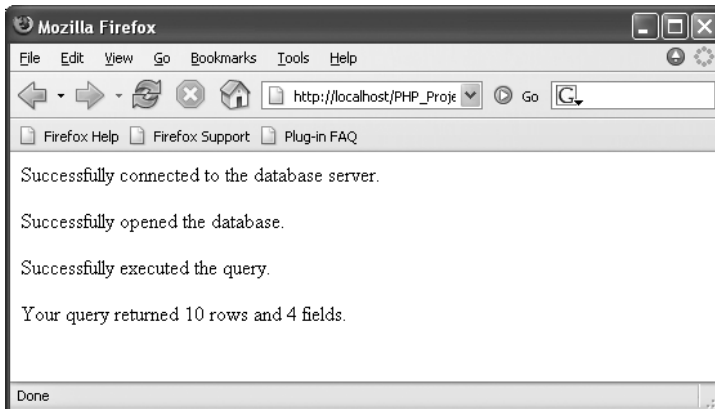 Mozilla Firefox
File Edit View Go Bookmarks Tools Help
http://localhost/PHP_Proje Go G
Firefox Help Firefox Support Plug-in FAQ
Successfully connected to the database server.
Successfully opened the database.
Successfully executed the query.
Your query returned 10 rows and 4 fields.
Done